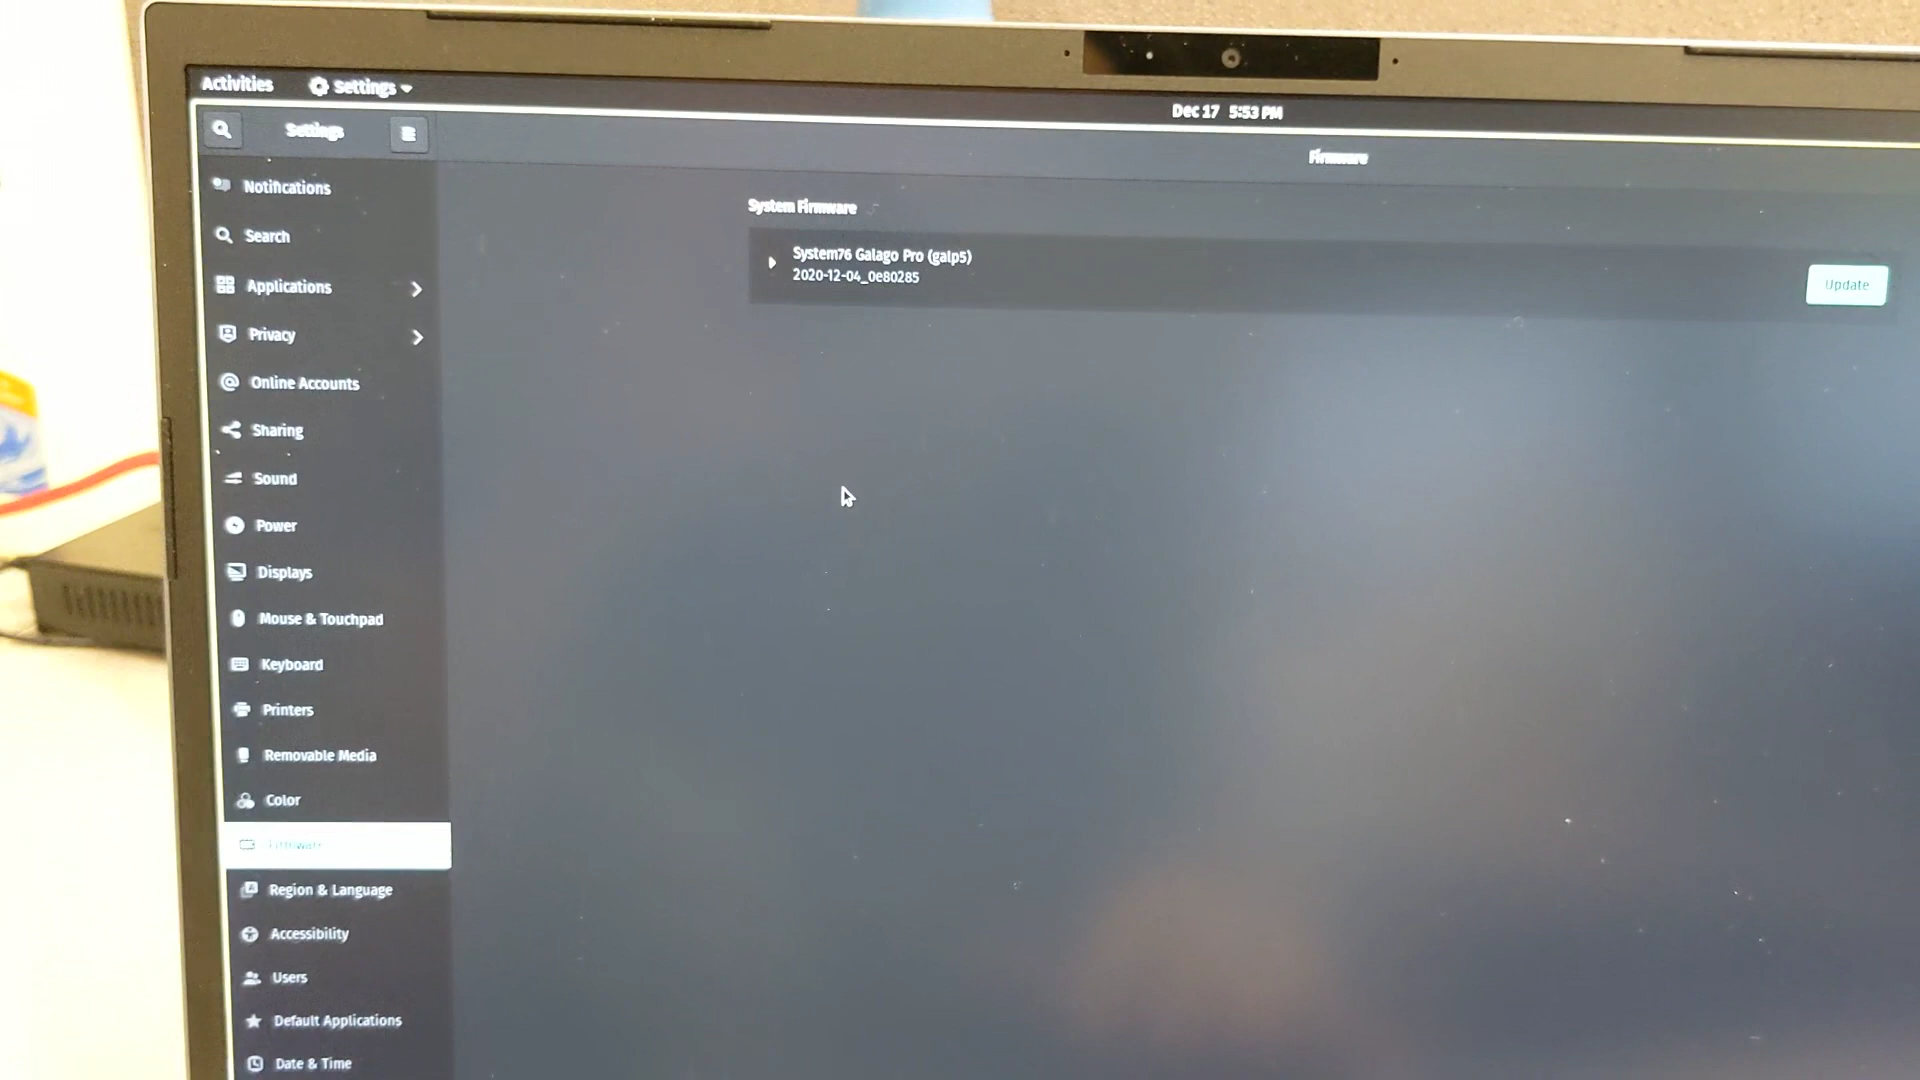 Activities
Settings
Dec 17 5:53 PM
Settings
Firmware
Notifications
Search
Applications
Privacy
Online Accounts
Sharing
Sound
Power
Displays
Mouse & Touchpad
Keyboard
Printers
Removable Media
Color
Firmware
Region & Language
Accessibility
Users
Default Applications
Date & Time
System Firmware
System76 Galago Pro (galp5)
2020-12-04_0e80285
Update